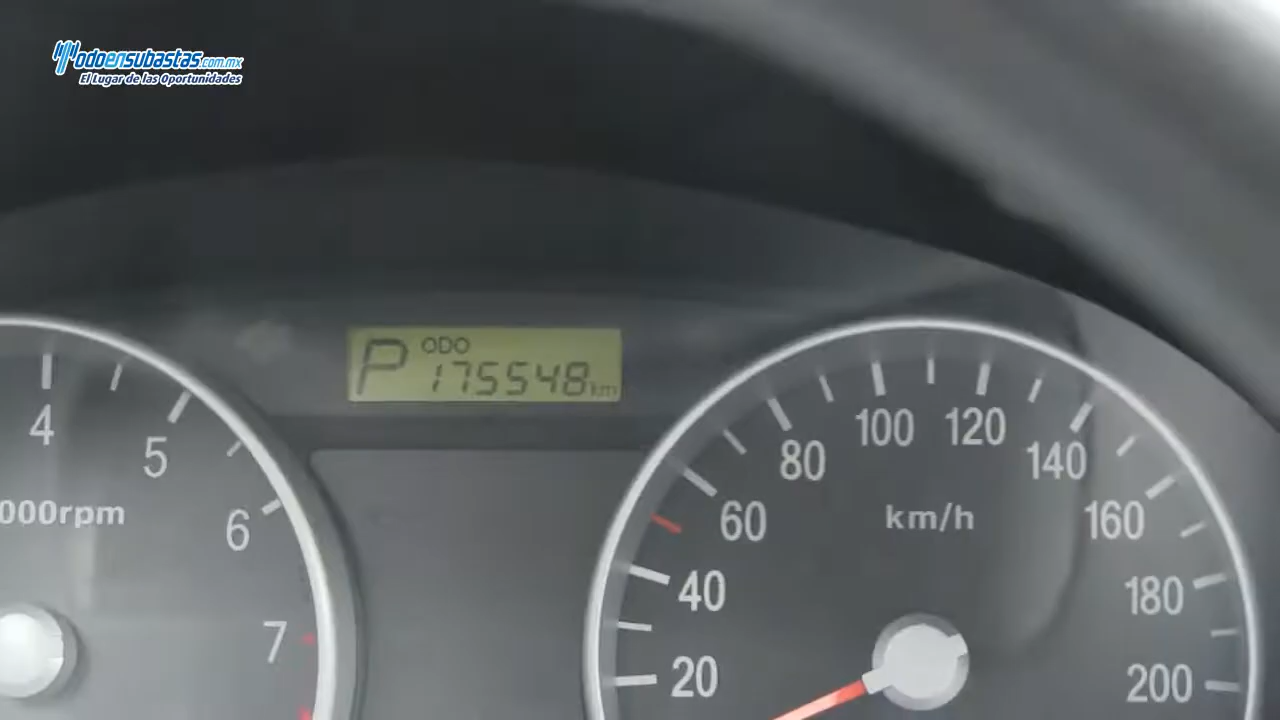 Todoensubastas.com.mx
El Lugar de las Oportunidades
P ODO
175548 km
4
5
6
7
000rpm
20
40
60
80
100
120
140
160
180
200
km/h